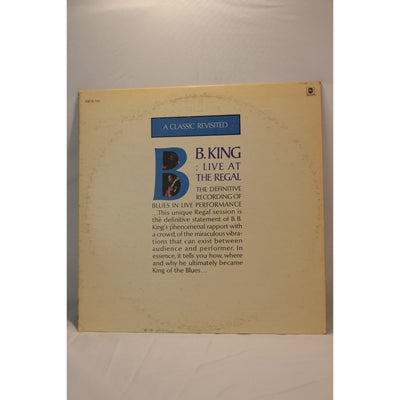 A CLASSIC REVISITED
B B.KING
: LIVE AT
THE REGAL
THE DEFINITIVE
RECORDING OF
BLUES IN LIVE PERFORMANCE
...This unique Regal session is
the definitive statement of B.B.
King's phenomenal rapport with
a crowd, of the miraculous vibra-
tions that can exist between
audience and performer. In
essence, it tells you how, where
and why he ultimately became
King of the Blues...